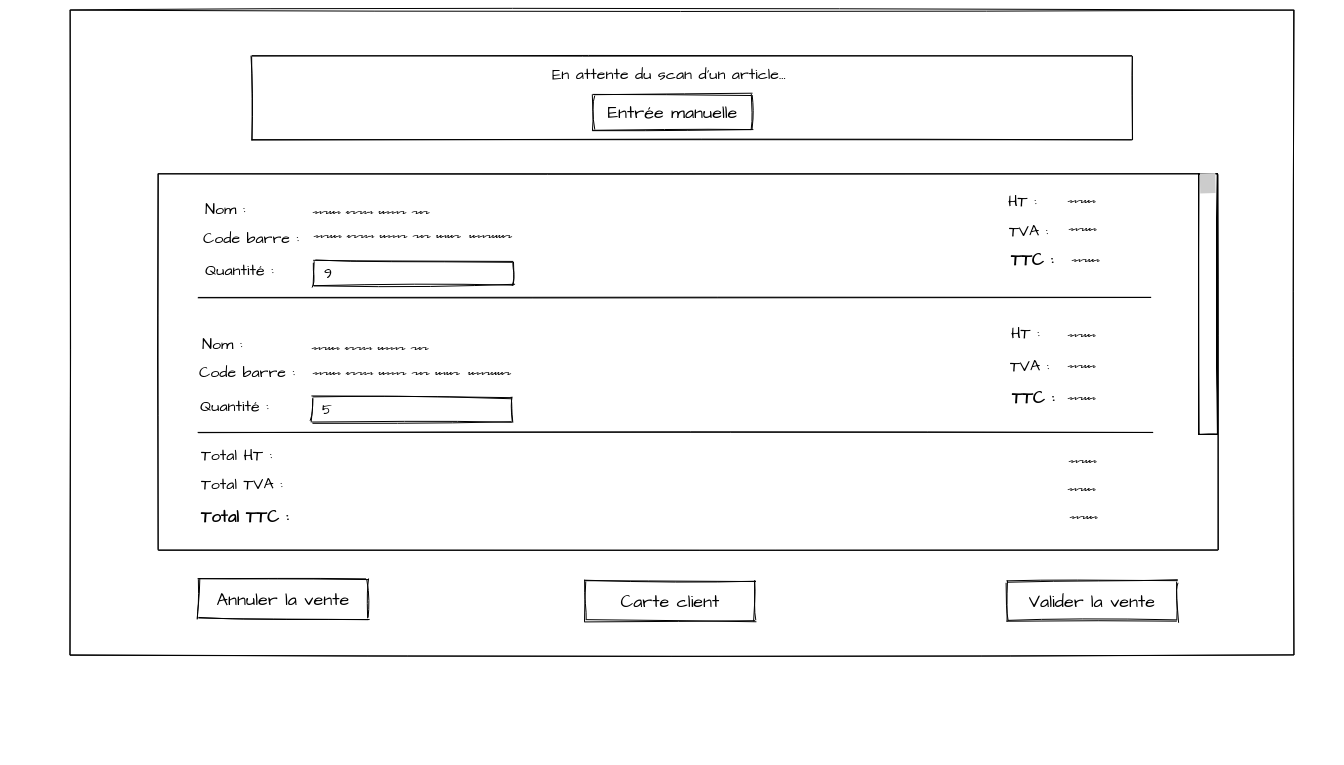 En attente du scan d'un article...
Entrée manuelle
Nom :
HT :
Code barre :
TVA :
Quantité : 9
TTC :
Nom :
HT :
Code barre :
TVA :
Quantité : 5
TTC :
Total HT :
Total TVA :
Total TTC :
Annuler la vente
Carte client
Valider la vente